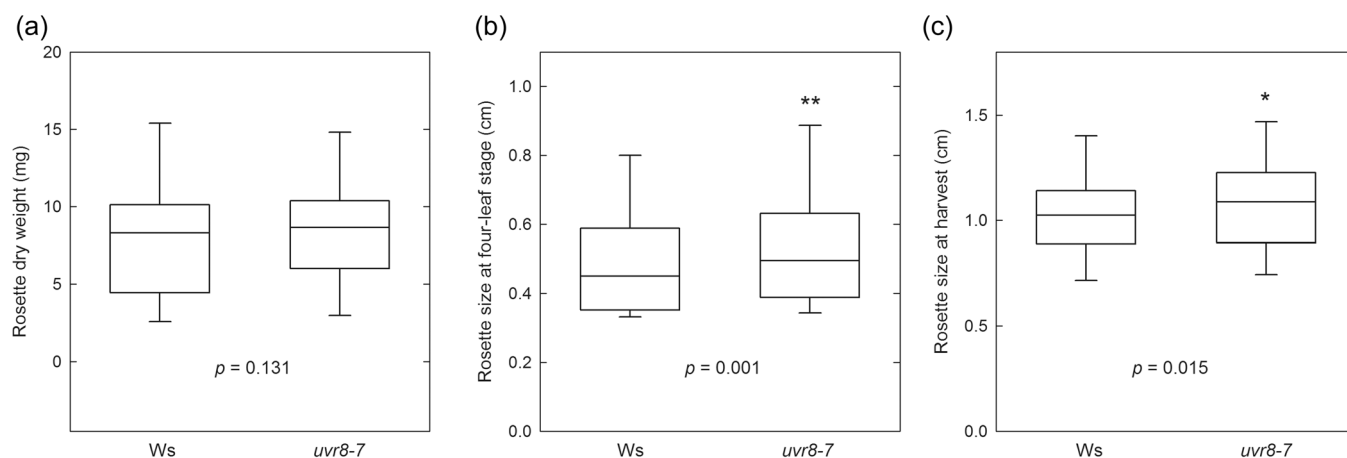 (a)
Rosette dry weight (mg)
20
15
10
5
0
p = 0.131
Ws
uvr8-7
(b)
Rosette size at four-leaf stage (cm)
1.0
0.8
0.6
0.4
0.2
0.0
**
p = 0.001
Ws
uvr8-7
(c)
Rosette size at harvest (cm)
1.5
1.0
0.5
0.0
*
p = 0.015
Ws
uvr8-7